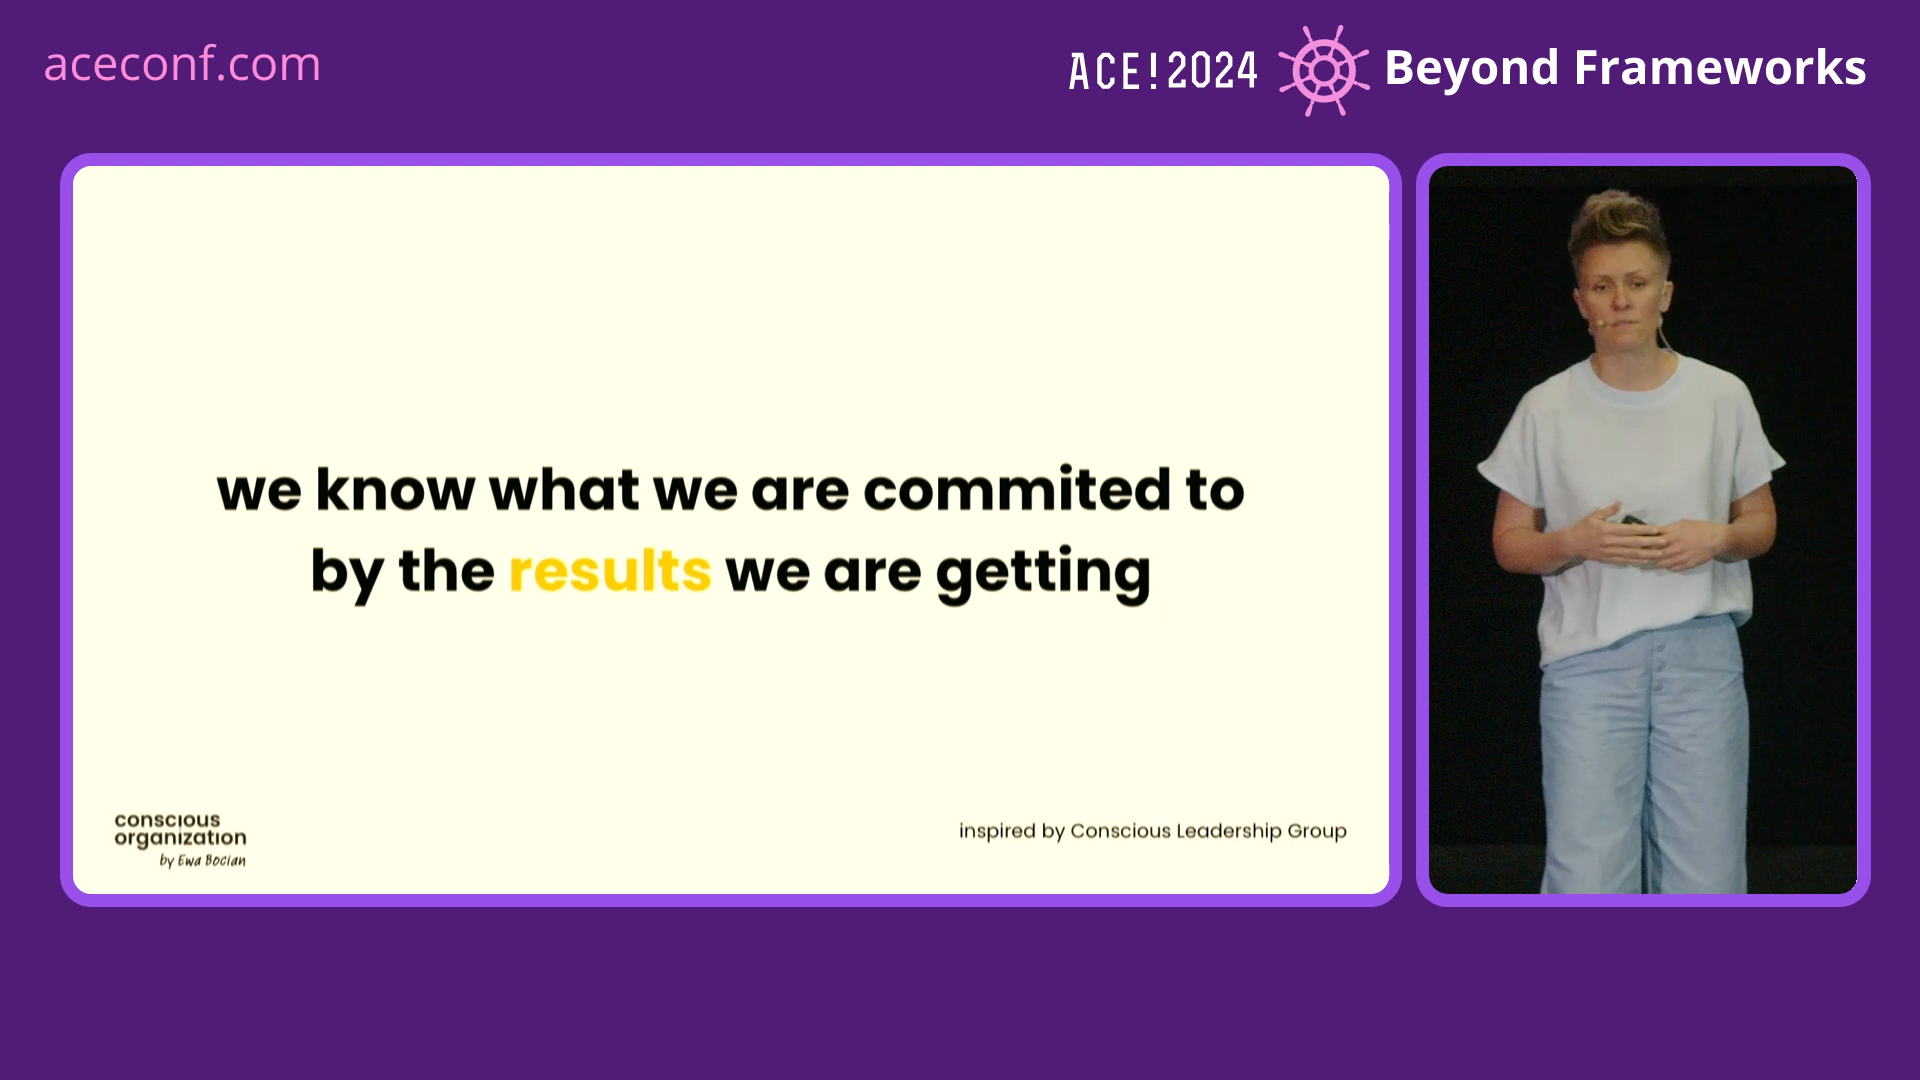 aceconf.com
ACE!2024 Beyond Frameworks
we know what we are commited to
by the results we are getting
conscious
organization
by Ewa Bocian
inspired by Conscious Leadership Group